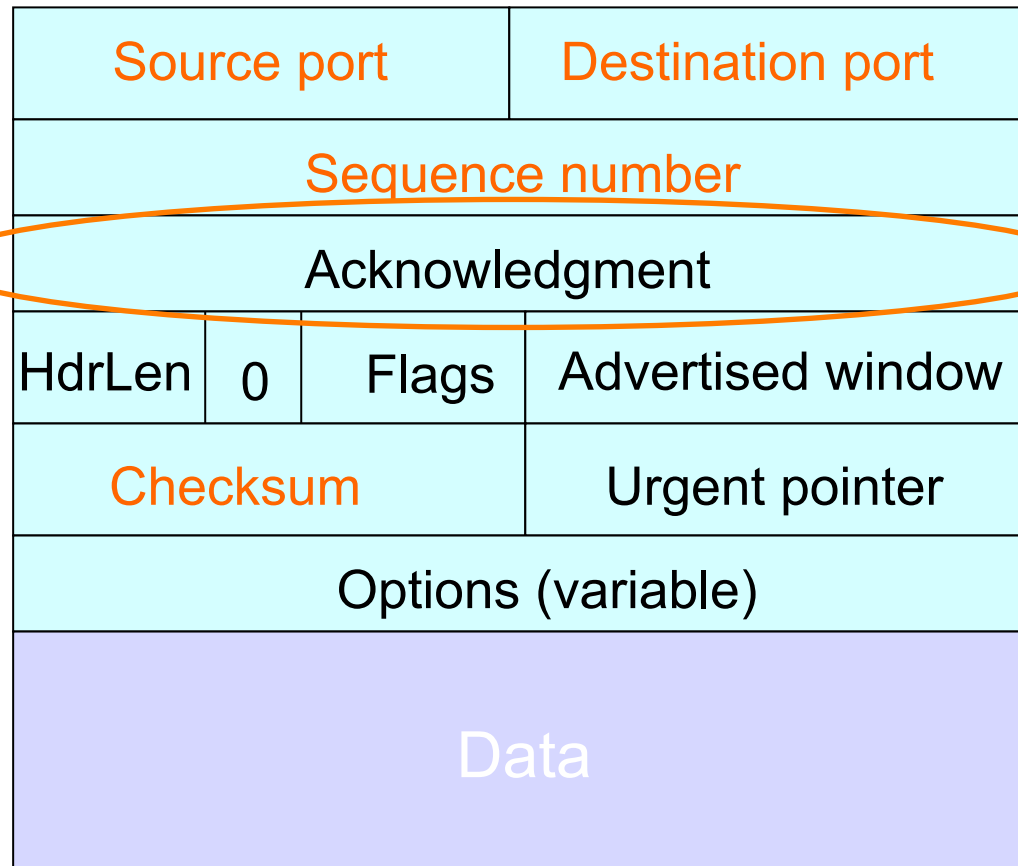 Source port Destination port
Sequence number
Acknowledgment
HdrLen 0 Flags Advertised window
Checksum Urgent pointer
Options (variable)
Data